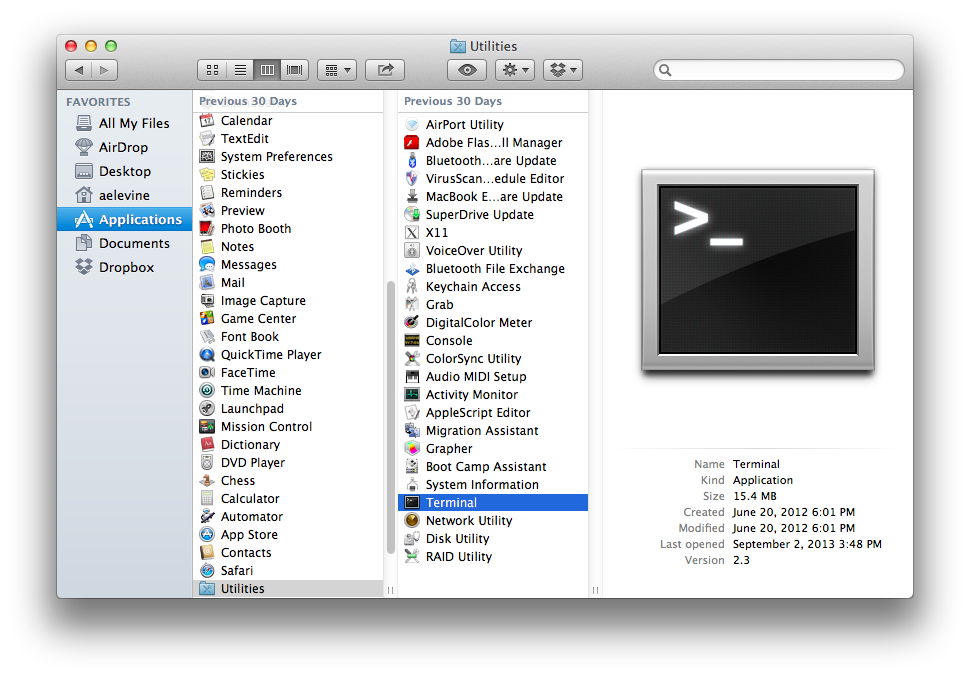 Utilities
FAVORITES
All My Files
AirDrop
Desktop
aelevine
Applications
Documents
Dropbox
Previous 30 Days
Calendar
TextEdit
System Preferences
Stickies
Reminders
Preview
Photo Booth
Notes
Messages
Mail
Image Capture
Game Center
Font Book
QuickTime Player
FaceTime
Time Machine
Launchpad
Mission Control
Dictionary
DVD Player
Chess
Calculator
Automator
App Store
Contacts
Safari
Utilities
Previous 30 Days
AirPort Utility
Adobe Flas...ll Manager
Bluetooth...are Update
VirusScan...edule Editor
MacBook E...are Update
SuperDrive Update
X11
VoiceOver Utility
Bluetooth File Exchange
Keychain Access
Grab
DigitalColor Meter
Console
ColorSync Utility
Audio MIDI Setup
Activity Monitor
AppleScript Editor
Migration Assistant
Grapher
Boot Camp Assistant
System Information
Terminal
Network Utility
Disk Utility
RAID Utility
>_
Name Terminal
Kind Application
Size 15.4 MB
Created June 20, 2012 6:01 PM
Modified June 20, 2012 6:01 PM
Last opened September 2, 2013 3:48 PM
Version 2.3